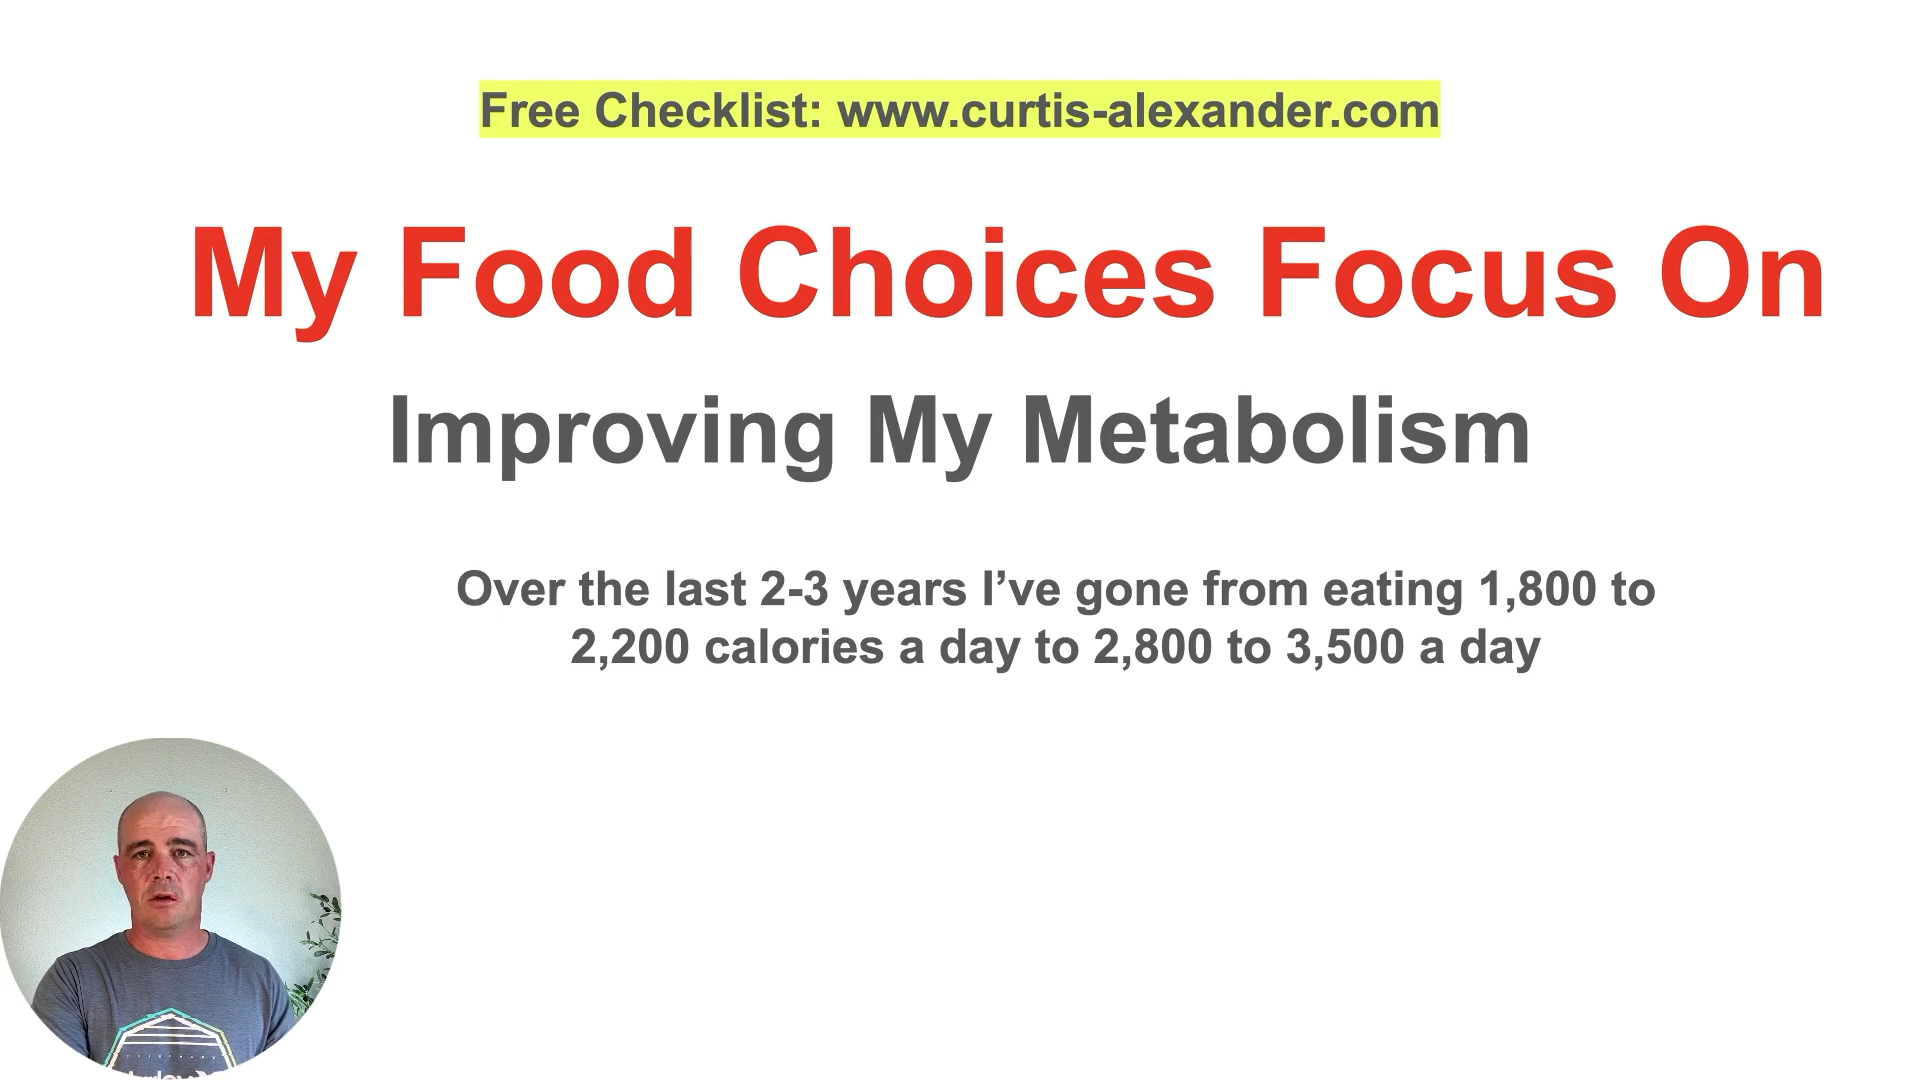 Free Checklist: www.curtis-alexander.com
My Food Choices Focus On
Improving My Metabolism
Over the last 2-3 years I’ve gone from eating 1,800 to
2,200 calories a day to 2,800 to 3,500 a day